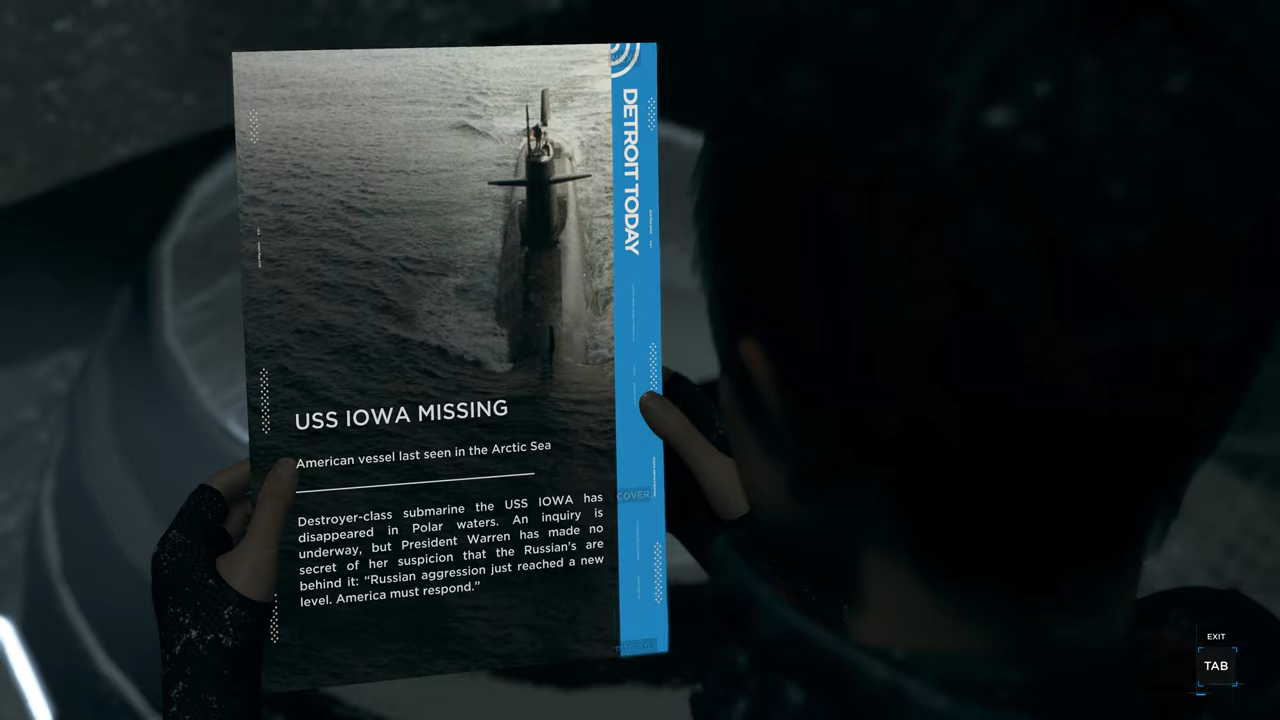 DETROIT TODAY
USS IOWA MISSING
American vessel last seen in the Arctic Sea
Destroyer-class submarine the USS IOWA has
disappeared in Polar waters. An inquiry is
underway, but President Warren has made no
secret of her suspicion that the Russian's are
behind it: “Russian aggression just reached a new
level. America must respond.”
COVER
EXIT
TAB